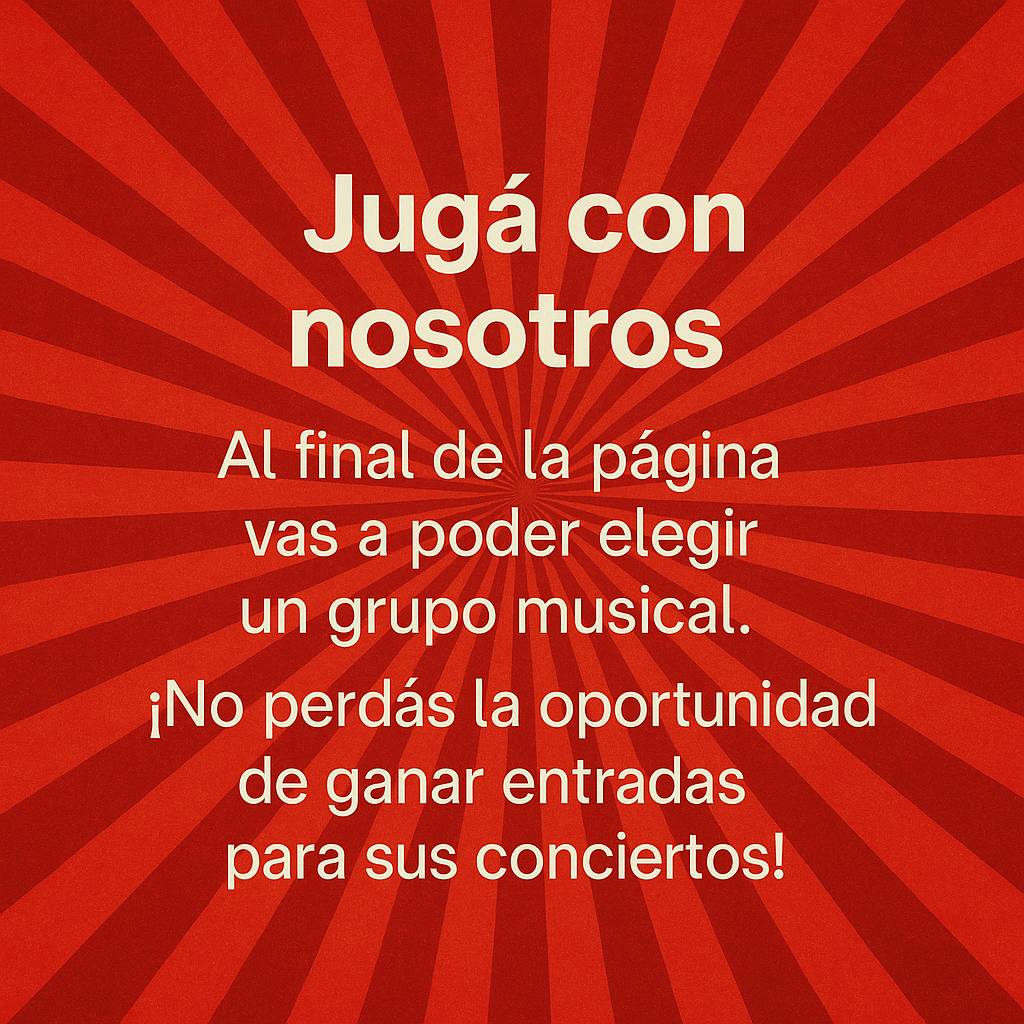 Jugá con
nosotros
Al final de la página
vas a poder elegir
un grupo musical.
¡No perdás la oportunidad
de ganar entradas
para sus conciertos!